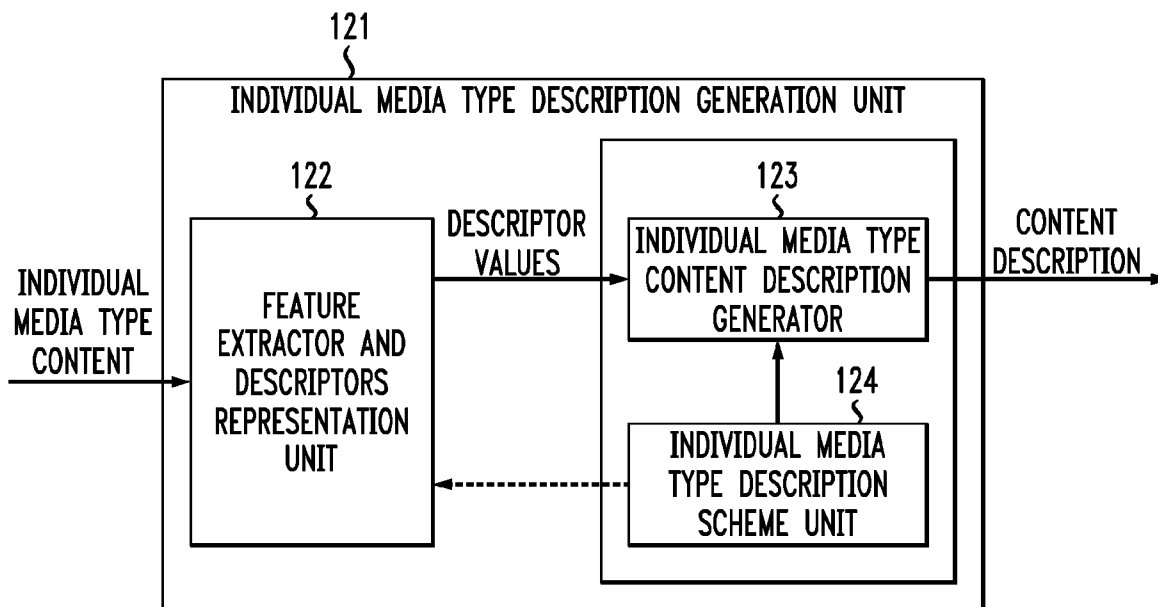 121
INDIVIDUAL MEDIA TYPE DESCRIPTION GENERATION UNIT
INDIVIDUAL
MEDIA TYPE
CONTENT
122
FEATURE
EXTRACTOR AND
DESCRIPTORS
REPRESENTATION
UNIT
DESCRIPTOR
VALUES
123
INDIVIDUAL MEDIA TYPE
CONTENT DESCRIPTION
GENERATOR
124
INDIVIDUAL MEDIA
TYPE DESCRIPTION
SCHEME UNIT
CONTENT
DESCRIPTION